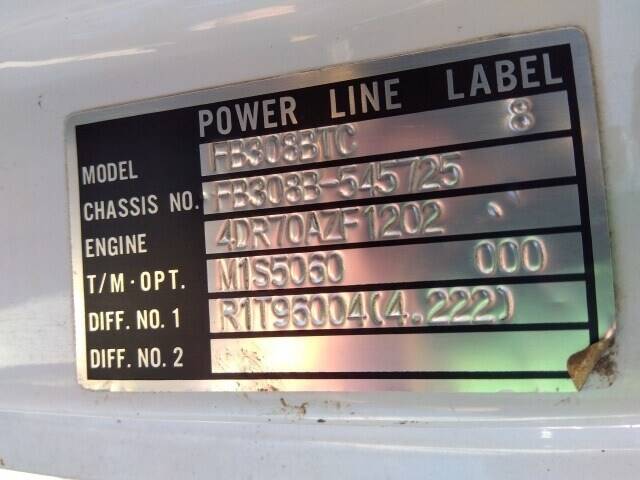 POWER LINE LABEL
MODEL FB308BTC 8
CHASSIS NO. FB308B-545725
ENGINE 4DR70AZF1202
T/M·OPT. M1S5060 000
DIFF. NO. 1 R1T96004(4.222)
DIFF. NO. 2